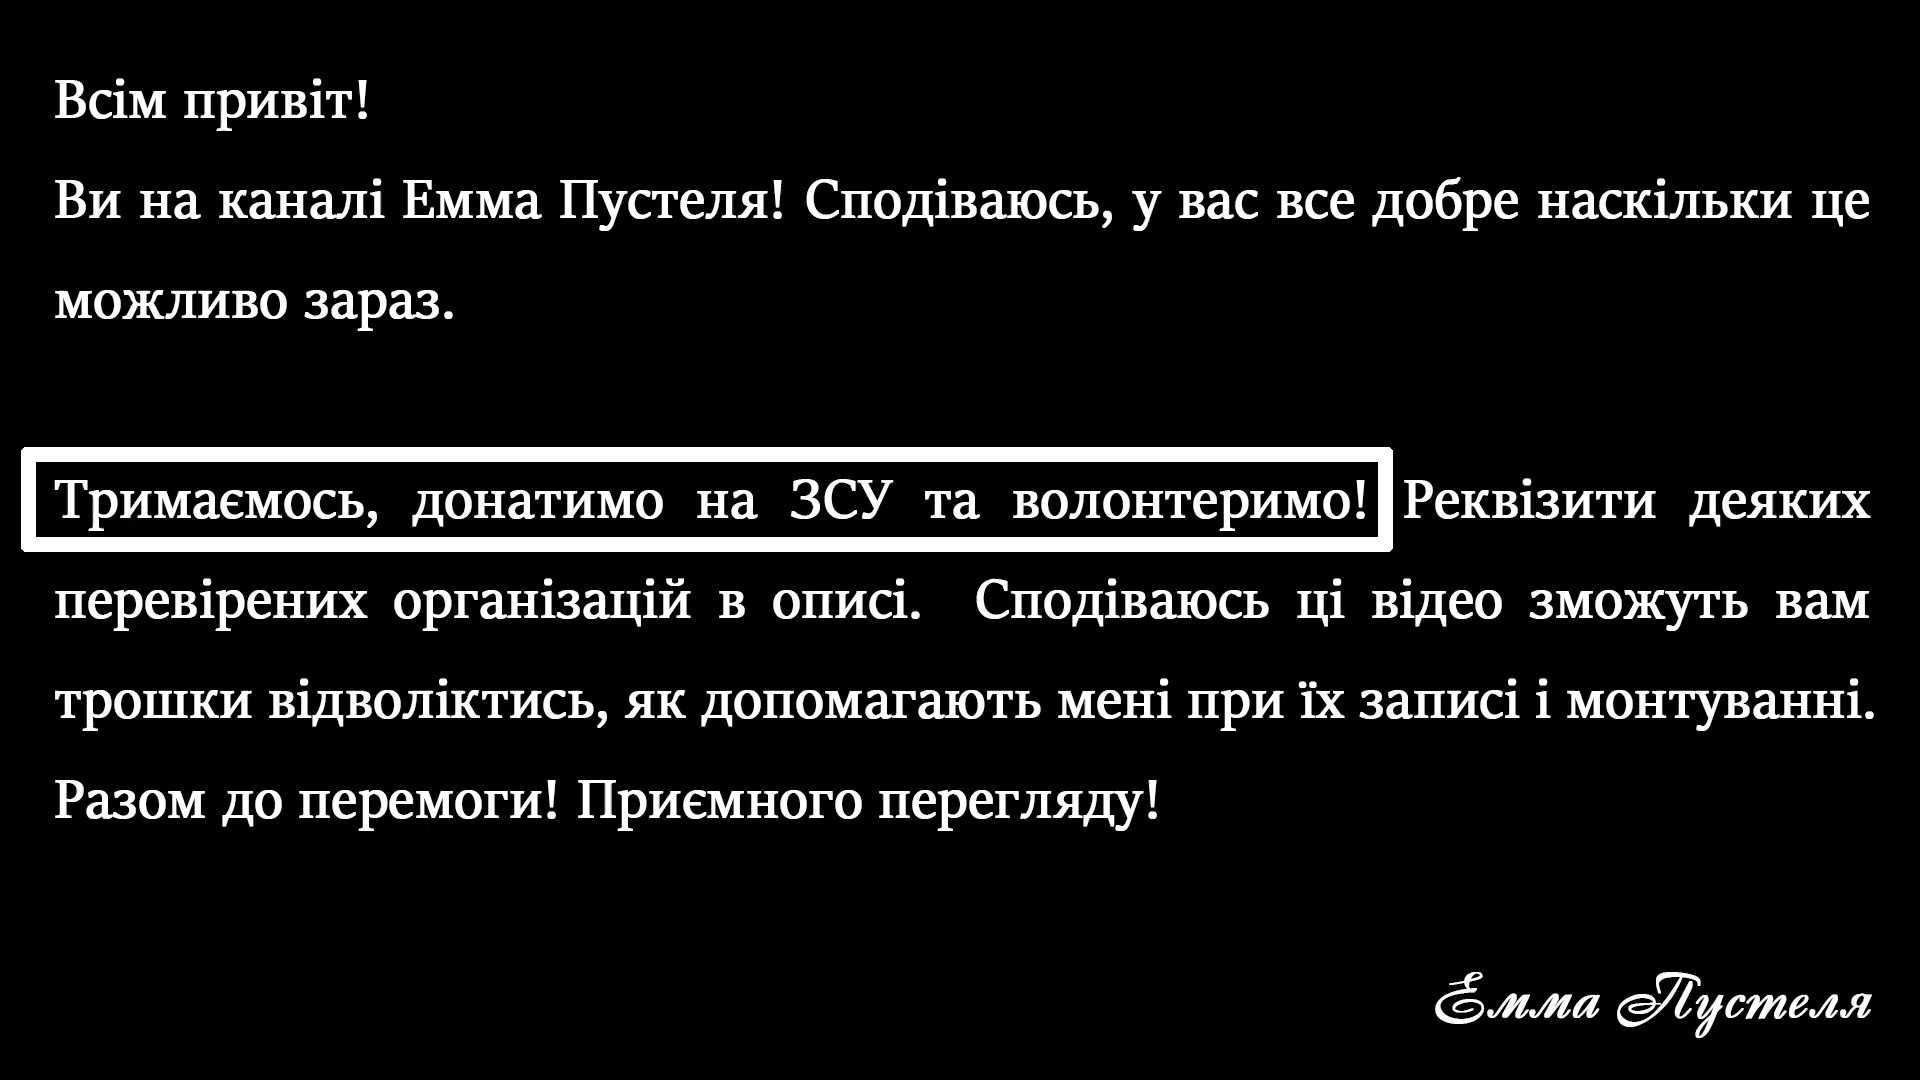 Всім привіт!
Ви на каналі Емма Пустеля! Сподіваюсь, у вас все добре наскільки це
можливо зараз.
Тримаємось, донатимо на ЗСУ та волонтеримо! Реквізити деяких
перевірених організацій в описі. Сподіваюсь ці відео зможуть вам
трошки відволіктись, як допомагають мені при їх записі і монтуванні.
Разом до перемоги! Приємного перегляду!
Емма Пустеля